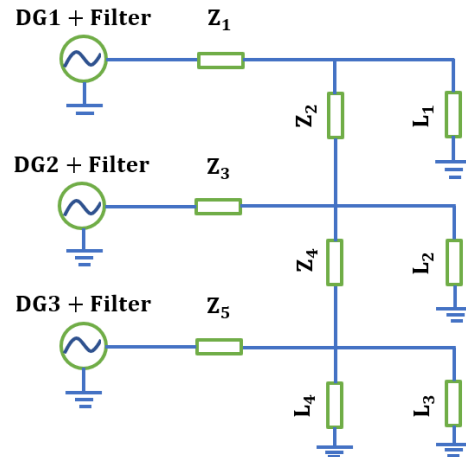 DG1 + Filter
Z₁
Z₂
L₁
DG2 + Filter
Z₃
Z₄
L₂
DG3 + Filter
Z₅
L₄
L₃